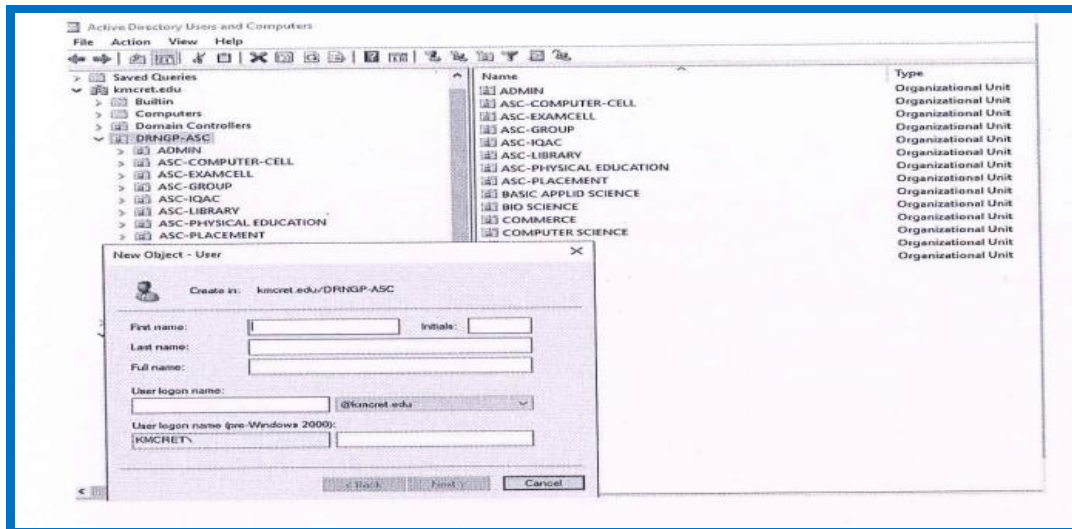 Active Directory Users and Computers
File Action View Help
Saved Queries
kmcret.edu
Builtin
Computers
Domain Controllers
DRNGP-ASC
ADMIN
ASC-COMPUTER-CELL
ASC-EXAMCELL
ASC-GROUP
ASC-IQAC
ASC-LIBRARY
ASC-PHYSICAL EDUCATION
ASC-PLACEMENT
Name Type
ADMIN Organizational Unit
ASC-COMPUTER-CELL Organizational Unit
ASC-EXAMCELL Organizational Unit
ASC-GROUP Organizational Unit
ASC-IQAC Organizational Unit
ASC-LIBRARY Organizational Unit
ASC-PHYSICAL EDUCATION Organizational Unit
ASC-PLACEMENT Organizational Unit
BASIC APPLID SCIENCE Organizational Unit
BIO SCIENCE Organizational Unit
COMMERCE Organizational Unit
COMPUTER SCIENCE Organizational Unit
Organizational Unit
Organizational Unit
New Object - User
Create in: kmcret.edu/DRNGP-ASC
First name: Initials:
Last name:
Full name:
User logon name:
@kmcret.edu
User logon name (pre-Windows 2000):
KMCRET\
< Back Next > Cancel